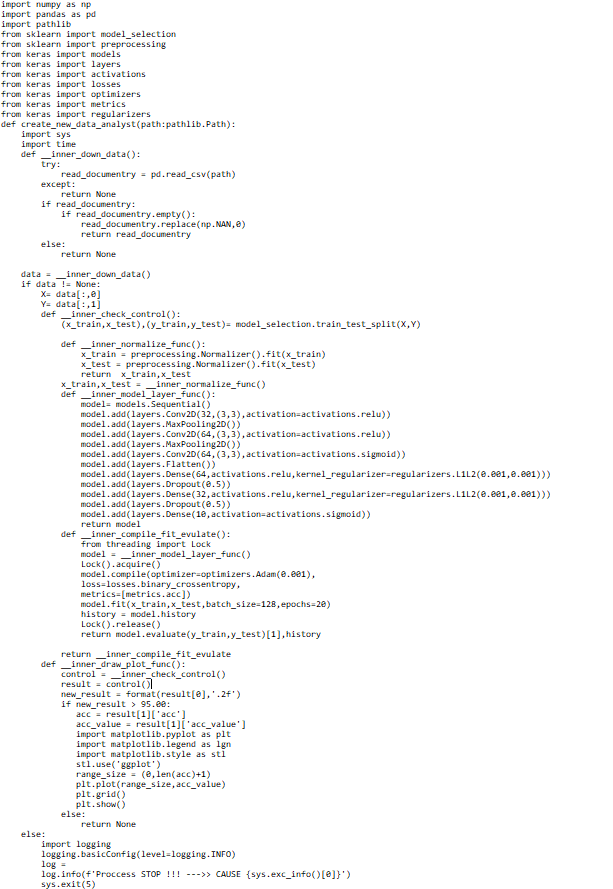 import numpy as np
import pandas as pd
import pathlib
from sklearn import model_selection
from sklearn import preprocessing
from keras import models
from keras import layers
from keras import activations
from keras import losses
from keras import optimizers
from keras import metrics
from keras import regularizers
def create_new_data_analyst(path:pathlib.Path):
    import sys
    import time
    def __inner_down_data():
        try:
            read_documentry = pd.read_csv(path)
        except:
            return None
        if read_documentry:
            if read_documentry.empty():
                read_documentry.replace(np.NAN,0)
                return read_documentry
        else:
            return None

    data = __inner_down_data()
    if data != None:
        X= data[:,0]
        Y= data[:,1]
        def __inner_check_control():
            (x_train,x_test),(y_train,y_test)= model_selection.train_test_split(X,Y)

            def __inner_normalize_func():
                x_train = preprocessing.Normalizer().fit(x_train)
                x_test = preprocessing.Normalizer().fit(x_test)
                return  x_train,x_test
            x_train,x_test = __inner_normalize_func()
            def __inner_model_layer_func():
                model= models.Sequential()
                model.add(layers.Conv2D(32,(3,3),activation=activations.relu))
                model.add(layers.MaxPooling2D())
                model.add(layers.Conv2D(64,(3,3),activation=activations.relu))
                model.add(layers.MaxPooling2D())
                model.add(layers.Conv2D(64,(3,3),activation=activations.sigmoid))
                model.add(layers.Flatten())
                model.add(layers.Dense(64,activations.relu,kernel_regularizer=regularizers.L1L2(0.001,0.001)))
                model.add(layers.Dropout(0.5))
                model.add(layers.Dense(32,activations.relu,kernel_regularizer=regularizers.L1L2(0.001,0.001)))
                model.add(layers.Dropout(0.5))
                model.add(layers.Dense(10,activation=activations.sigmoid))
                return model
            def __inner_compile_fit_evulate():
                from threading import Lock
                model = __inner_model_layer_func()
                Lock().acquire()
                model.compile(optimizer=optimizers.Adam(0.001),
                loss=losses.binary_crossentropy,
                metrics=[metrics.acc])
                model.fit(x_train,x_test,batch_size=128,epochs=20)
                history = model.history
                Lock().release()
                return model.evaluate(y_train,y_test)[1],history

            return __inner_compile_fit_evulate
        def __inner_draw_plot_func():
            control = __inner_check_control()
            result = control()
            new_result = format(result[0],'.2f')
            if new_result > 95.00:
               acc = result[1]['acc']
               acc_value = result[1]['acc_value']
               import matplotlib.pyplot as plt
               import matplotlib.legend as lgn
               import matplotlib.style as stl
               stl.use('ggplot')
               range_size = (0,len(acc)+1)
               plt.plot(range_size,acc_value)
               plt.grid()
               plt.show()
            else:
                return None
    else:
        import logging
        logging.basicConfig(level=logging.INFO)
        log =
        log.info(f'Proccess STOP !!! --->> CAUSE {sys.exc_info()[0]}')
        sys.exit(5)